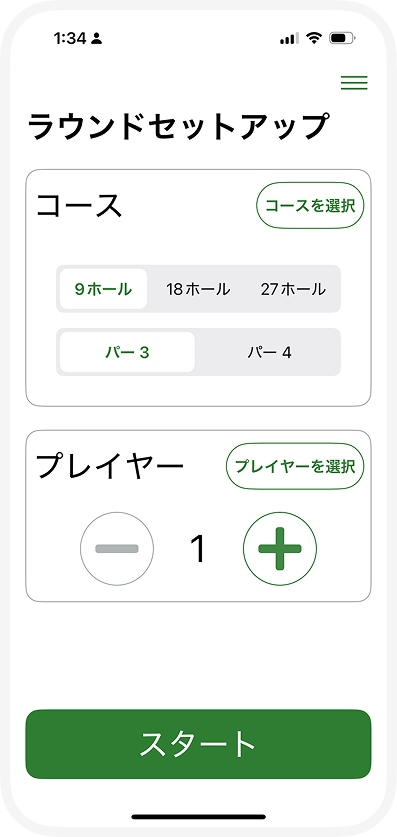 1:34
ラウンドセットアップ
コース
コースを選択
9ホール 18ホール 27ホール
パー 3 パー 4
プレイヤー
プレイヤーを選択
1
スタート